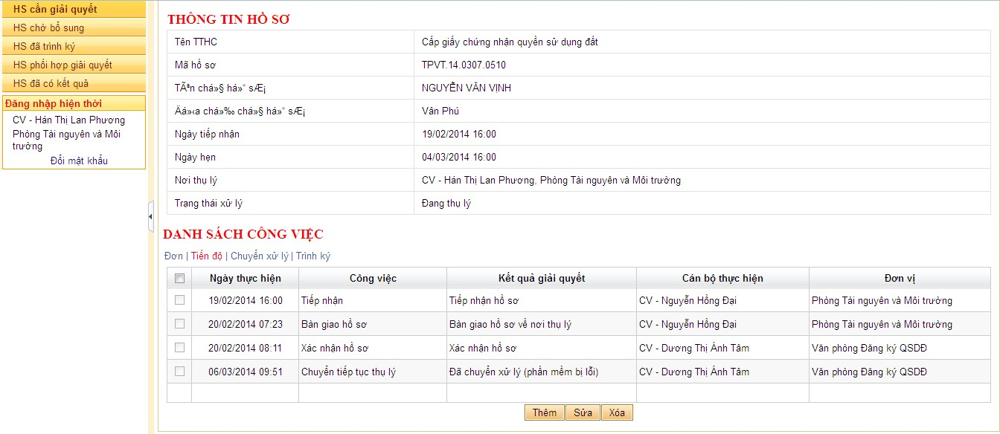 HS cần giải quyết
HS chờ bổ sung
HS đã trình ký
HS phối hợp giải quyết
HS đã có kết quả
Đăng nhập hiện thời
CV - Hán Thị Lan Phương
Phòng Tài nguyên và Môi
trường
Đổi mật khẩu
THÔNG TIN HỒ SƠ
Tên TTHC Cấp giấy chứng nhận quyền sử dụng đất
Mã hồ sơ TPVT.14.0307.0510
TÃªn chá»§ há»“ sÆ¡ NGUYỄN VĂN VỊNH
Äá»‹a chá»‰ chá»§ há»“ sÆ¡ Vân Phú
Ngày tiếp nhận 19/02/2014 16:00
Ngày hẹn 04/03/2014 16:00
Nơi thụ lý CV - Hán Thị Lan Phương, Phòng Tài nguyên và Môi trường
Trạng thái xử lý Đang thụ lý
DANH SÁCH CÔNG VIỆC
Đơn | Tiến độ | Chuyển xử lý | Trình ký
Ngày thực hiện Công việc Kết quả giải quyết Cán bộ thực hiện Đơn vị
19/02/2014 16:00 Tiếp nhận Tiếp nhận hồ sơ CV - Nguyễn Hồng Đại Phòng Tài nguyên và Môi trường
20/02/2014 07:23 Bàn giao hồ sơ Bàn giao hồ sơ về nơi thụ lý CV - Nguyễn Hồng Đại Phòng Tài nguyên và Môi trường
20/02/2014 08:11 Xác nhận hồ sơ Xác nhận hồ sơ CV - Dương Thị Ánh Tâm Văn phòng Đăng ký QSDĐ
06/03/2014 09:51 Chuyển tiếp tục thụ lý Đã chuyển xử lý (phần mềm bị lỗi) CV - Dương Thị Ánh Tâm Văn phòng Đăng ký QSDĐ
Thêm Sửa Xóa